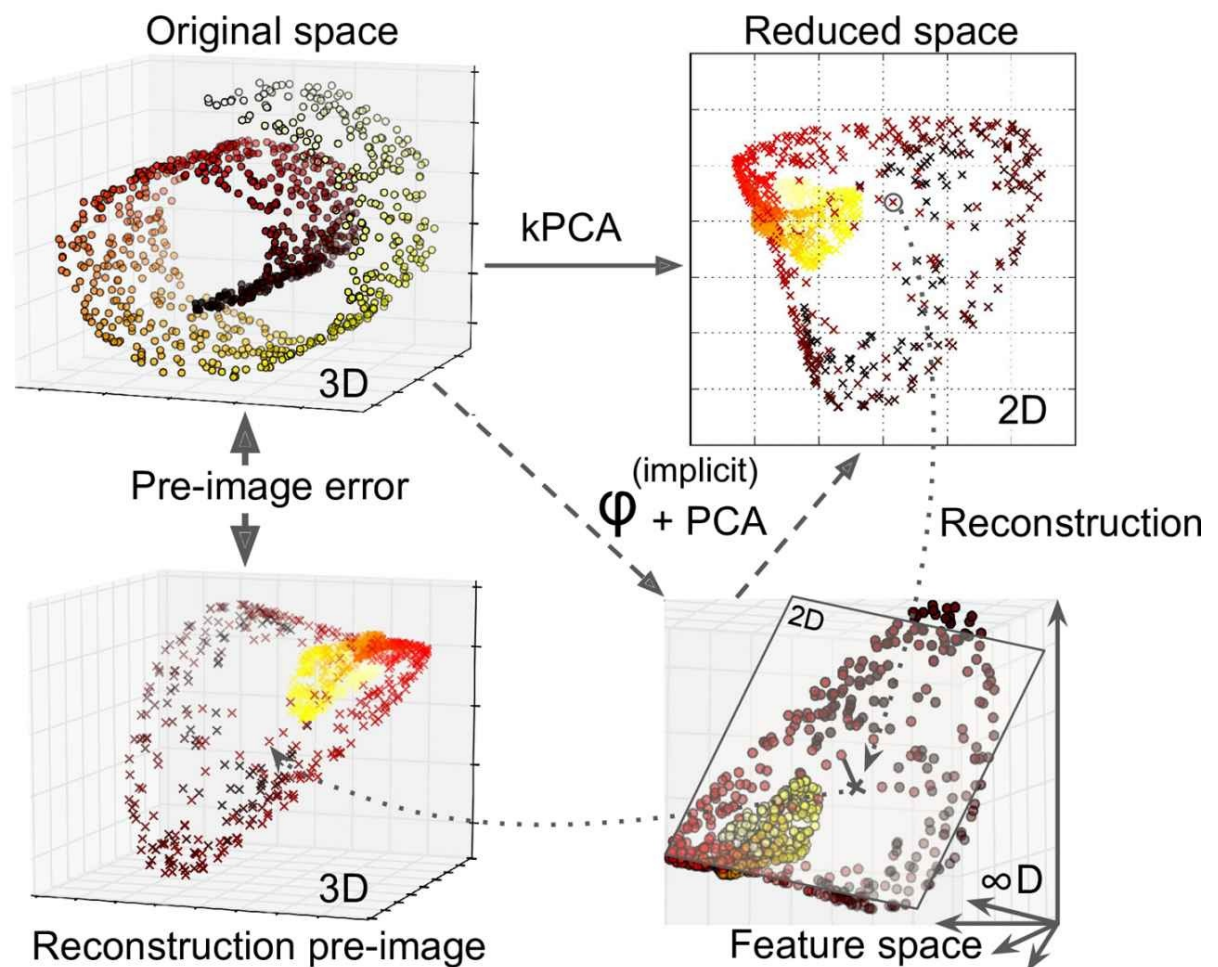 Original space
Reduced space
kPCA
3D
2D
Pre-image error
(implicit)
φ + PCA
Reconstruction
2D
3D
∞D
Reconstruction pre-image
Feature space